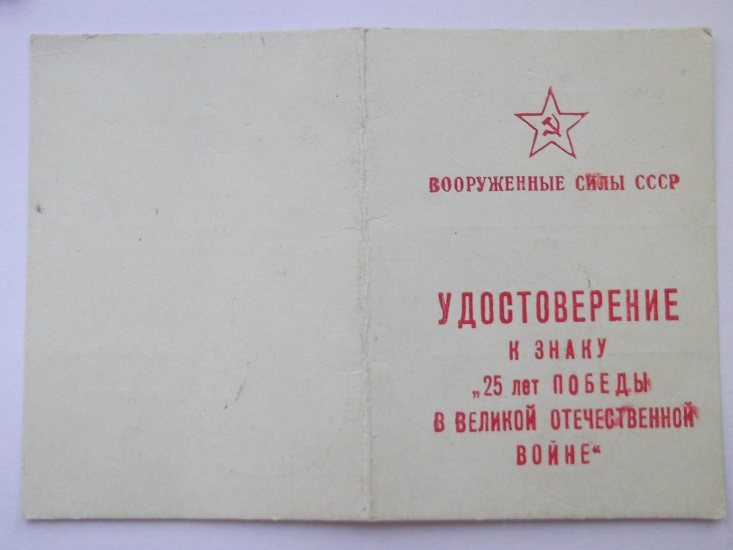 ВООРУЖЕННЫЕ СИЛЫ СССР
УДОСТОВЕРЕНИЕ
К ЗНАКУ
„25 лет ПОБЕДЫ
В ВЕЛИКОЙ ОТЕЧЕСТВЕННОЙ
ВОЙНЕ“